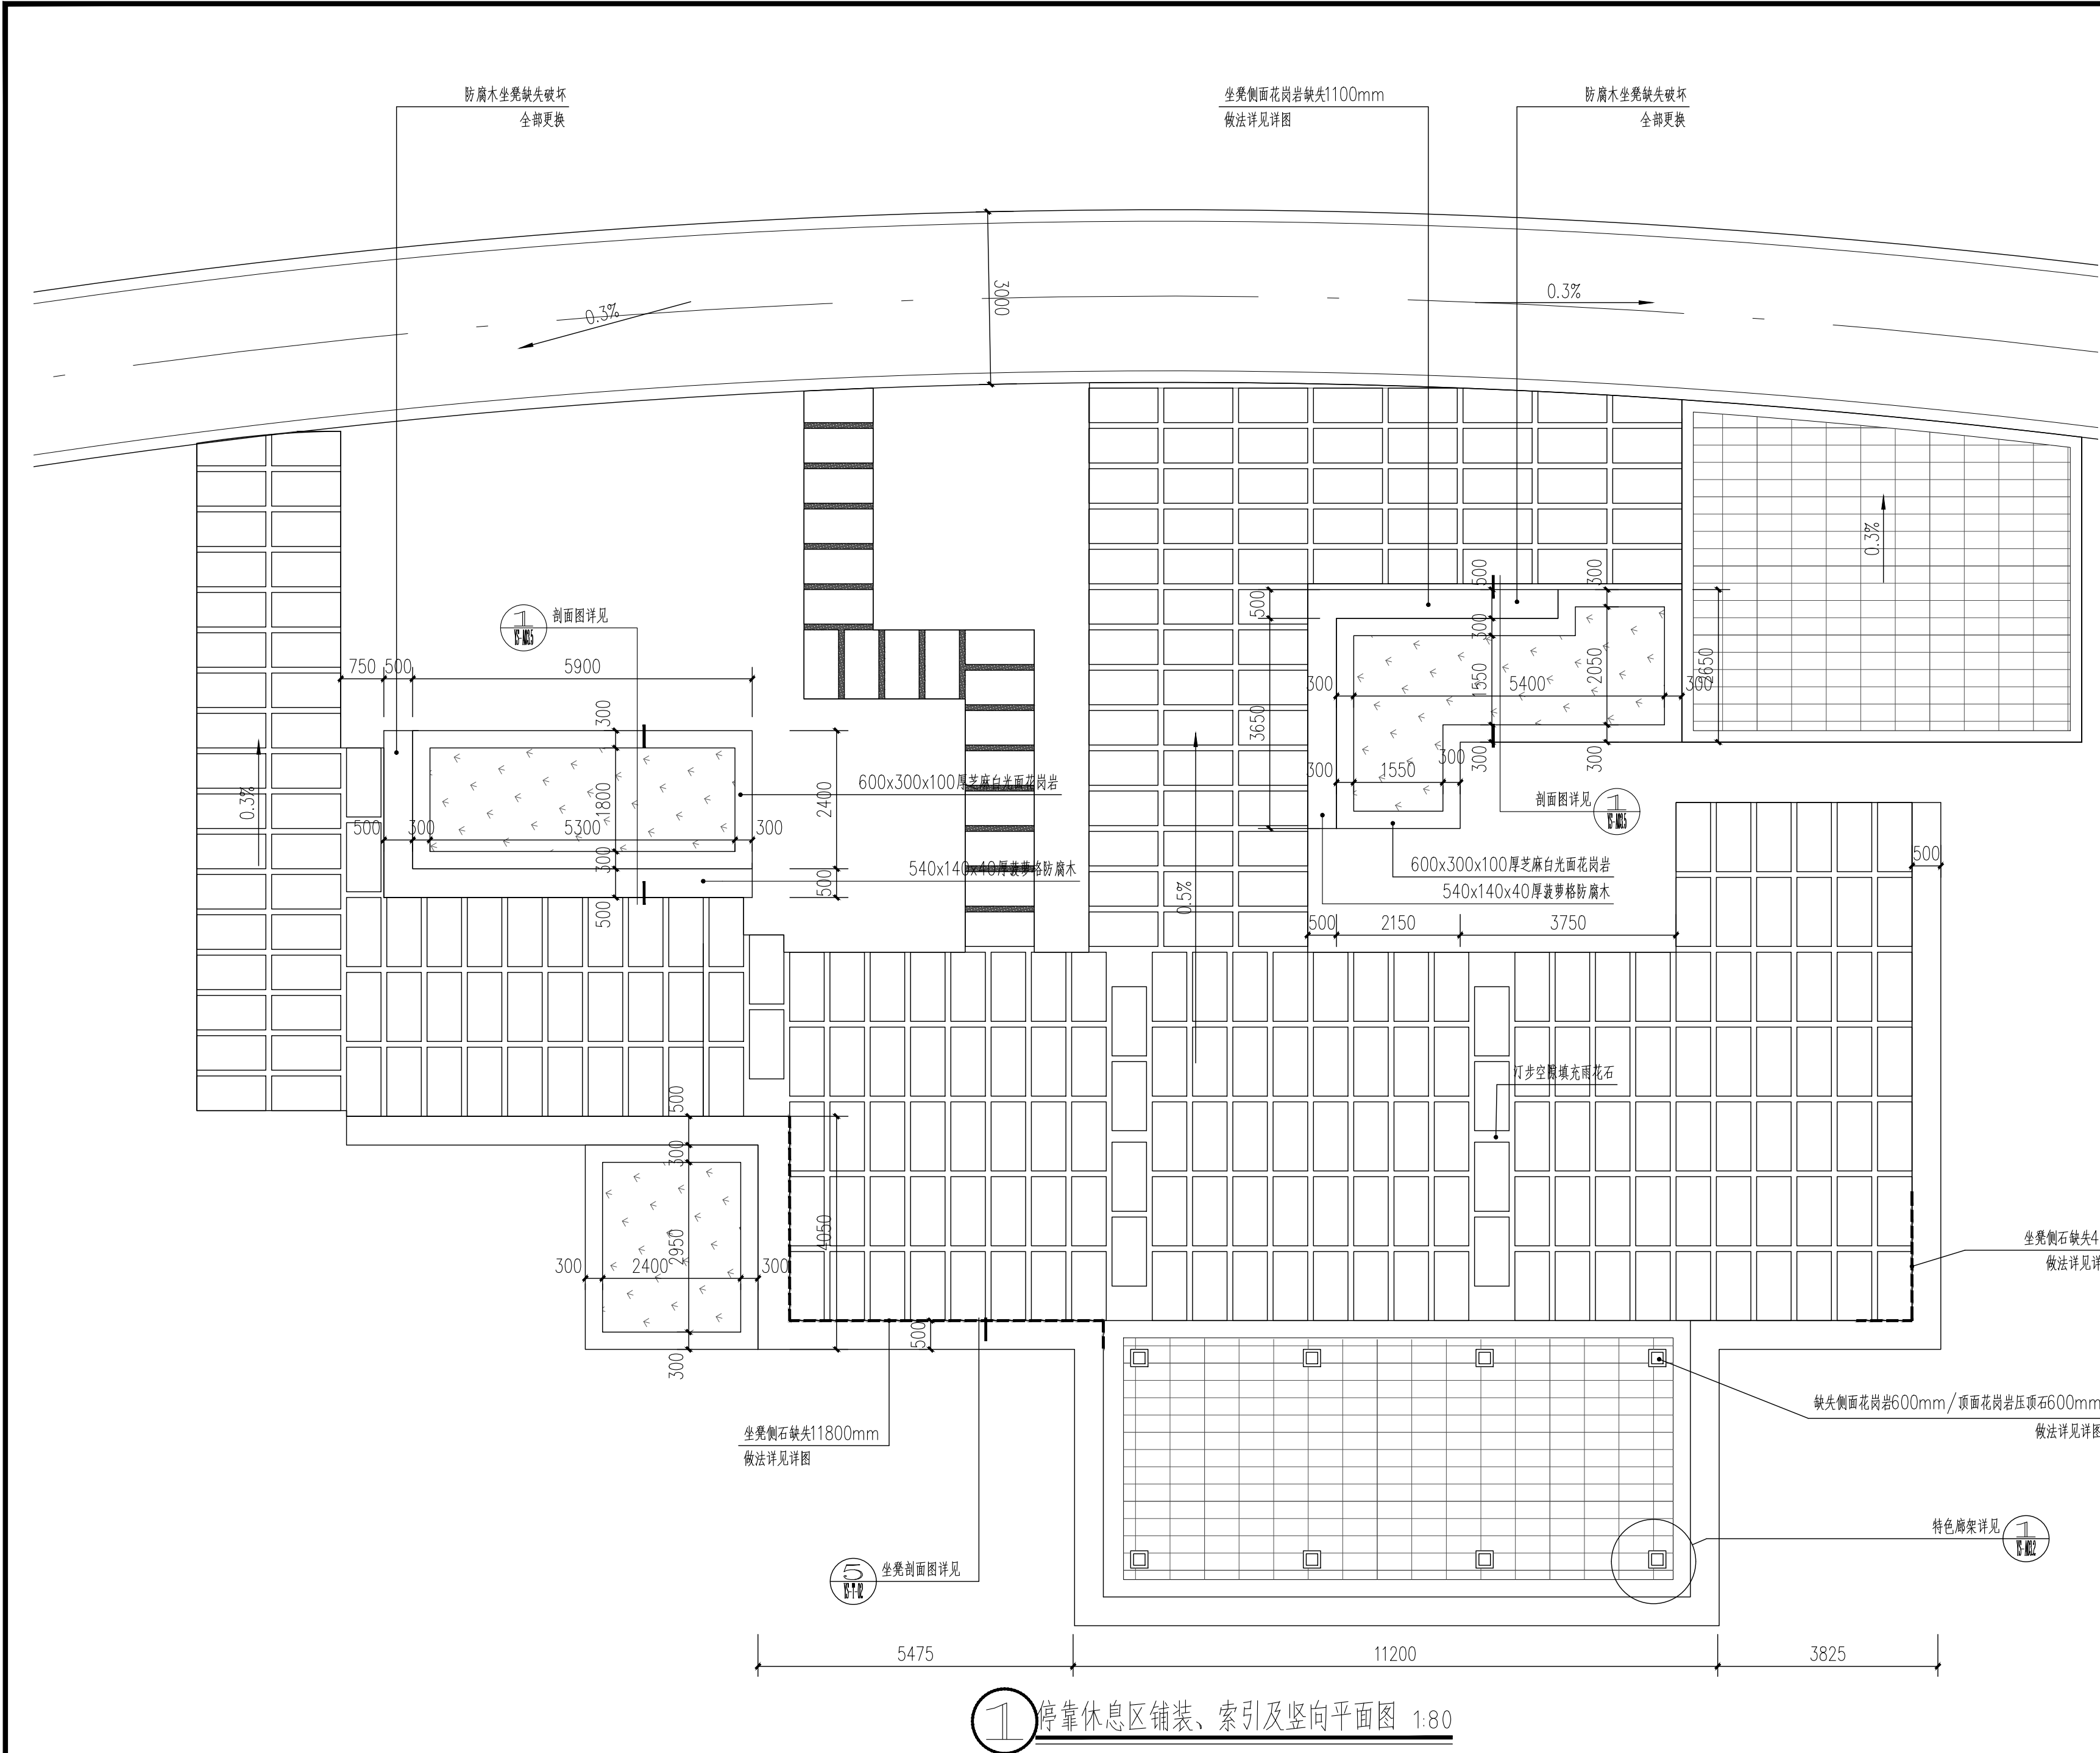 防腐木坐凳缺失破坏
全部更换
坐凳侧面花岗岩缺失1100mm
做法详见详图
防腐木坐凳缺失破坏
全部更换
3000
0.3%
0.3%
0.3%
500
300
500
1
剖面图详见
300
750
500
5900
300
1550
5400
2050
300
2650
300
3650
300
600x300x100厚芝麻白光面花岗岩
1800
2400
0.3%
300
1550
300
300
300
剖面图详见
1
500
300
5300
300
300
540x140x40厚菠萝格防腐木
500
500
0.5%
600x300x100厚芝麻白光面花岗岩
540x140x40厚菠萝格防腐木
500
500
2150
3750
汀步空隙填充雨花石
500
300
4050
2950
300
2400
300
300
500
坐凳侧石缺失4
做法详见详
缺失侧面花岗岩600mm/顶面花岗岩压顶石600mm
做法详见详图
坐凳侧石缺失11800mm
做法详见详图
特色廊架详见
1
5
坐凳剖面图详见
5475
11200
3825
1
停靠休息区铺装、索引及竖向平面图 1:80